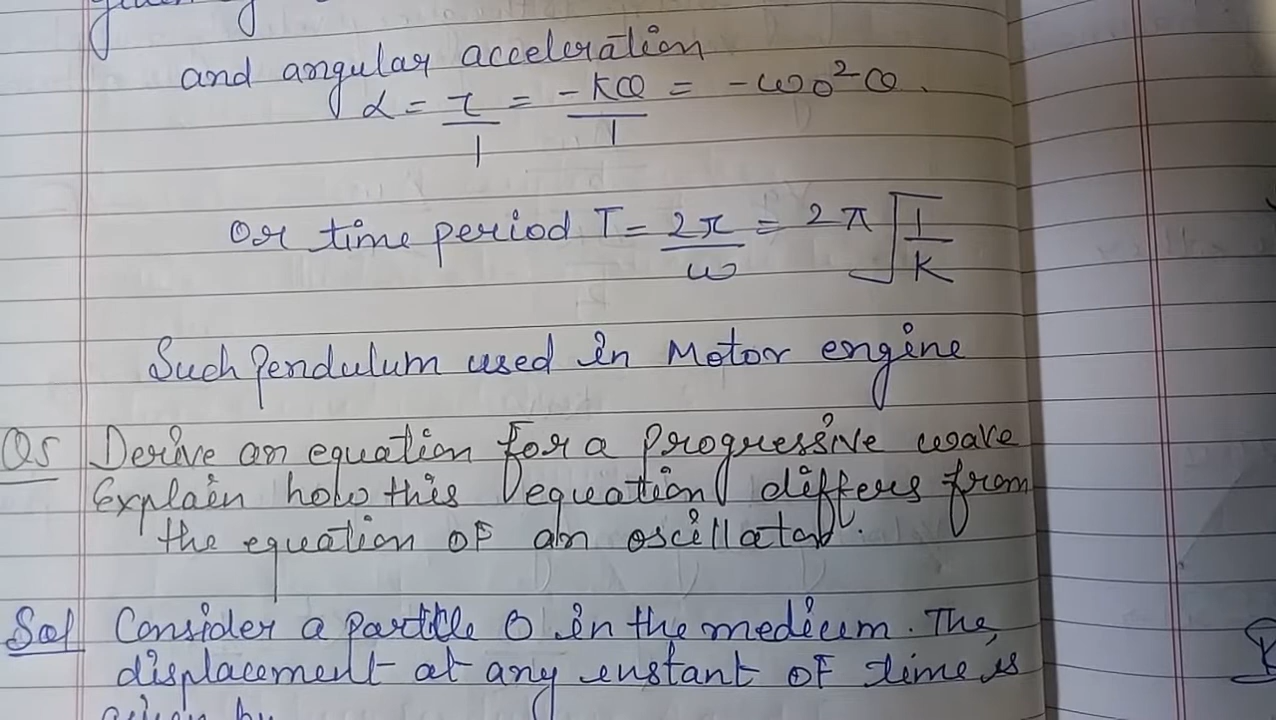 and angular acceleration
α = τ/I = -kθ/I = -ω₀²θ.
or time period T = 2π/ω = 2π√(I/K)
Such Pendulum used in Motor engine
Q5 Derive an equation for a Progressive wave
Explain how this equation differs from
the equation of an oscillator.
Sol Consider a particle O in the medium. The
displacement at any instant of time is
given by